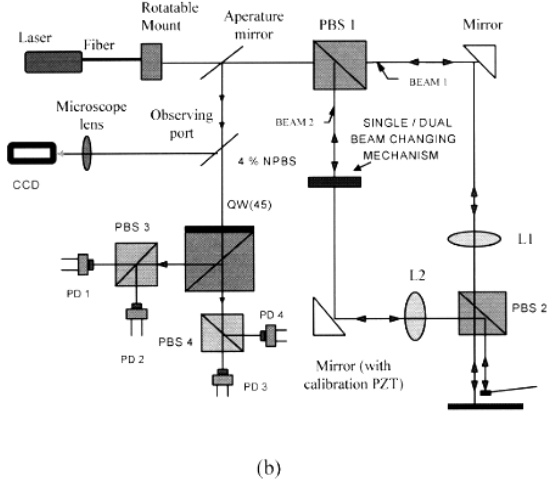 Rotatable
Mount
Aperature
mirror
PBS 1
Mirror
Laser
Fiber
BEAM 1
Microscope
lens
Observing
port
BEAM 2
SINGLE / DUAL
BEAM CHANGING
MECHANISM
4 % NPBS
CCD
QW(45)
PBS 3
L1
L2
PD 1
PD 4
PBS 2
PD 2
PBS 4
Mirror (with
calibration PZT)
PD 3
(b)